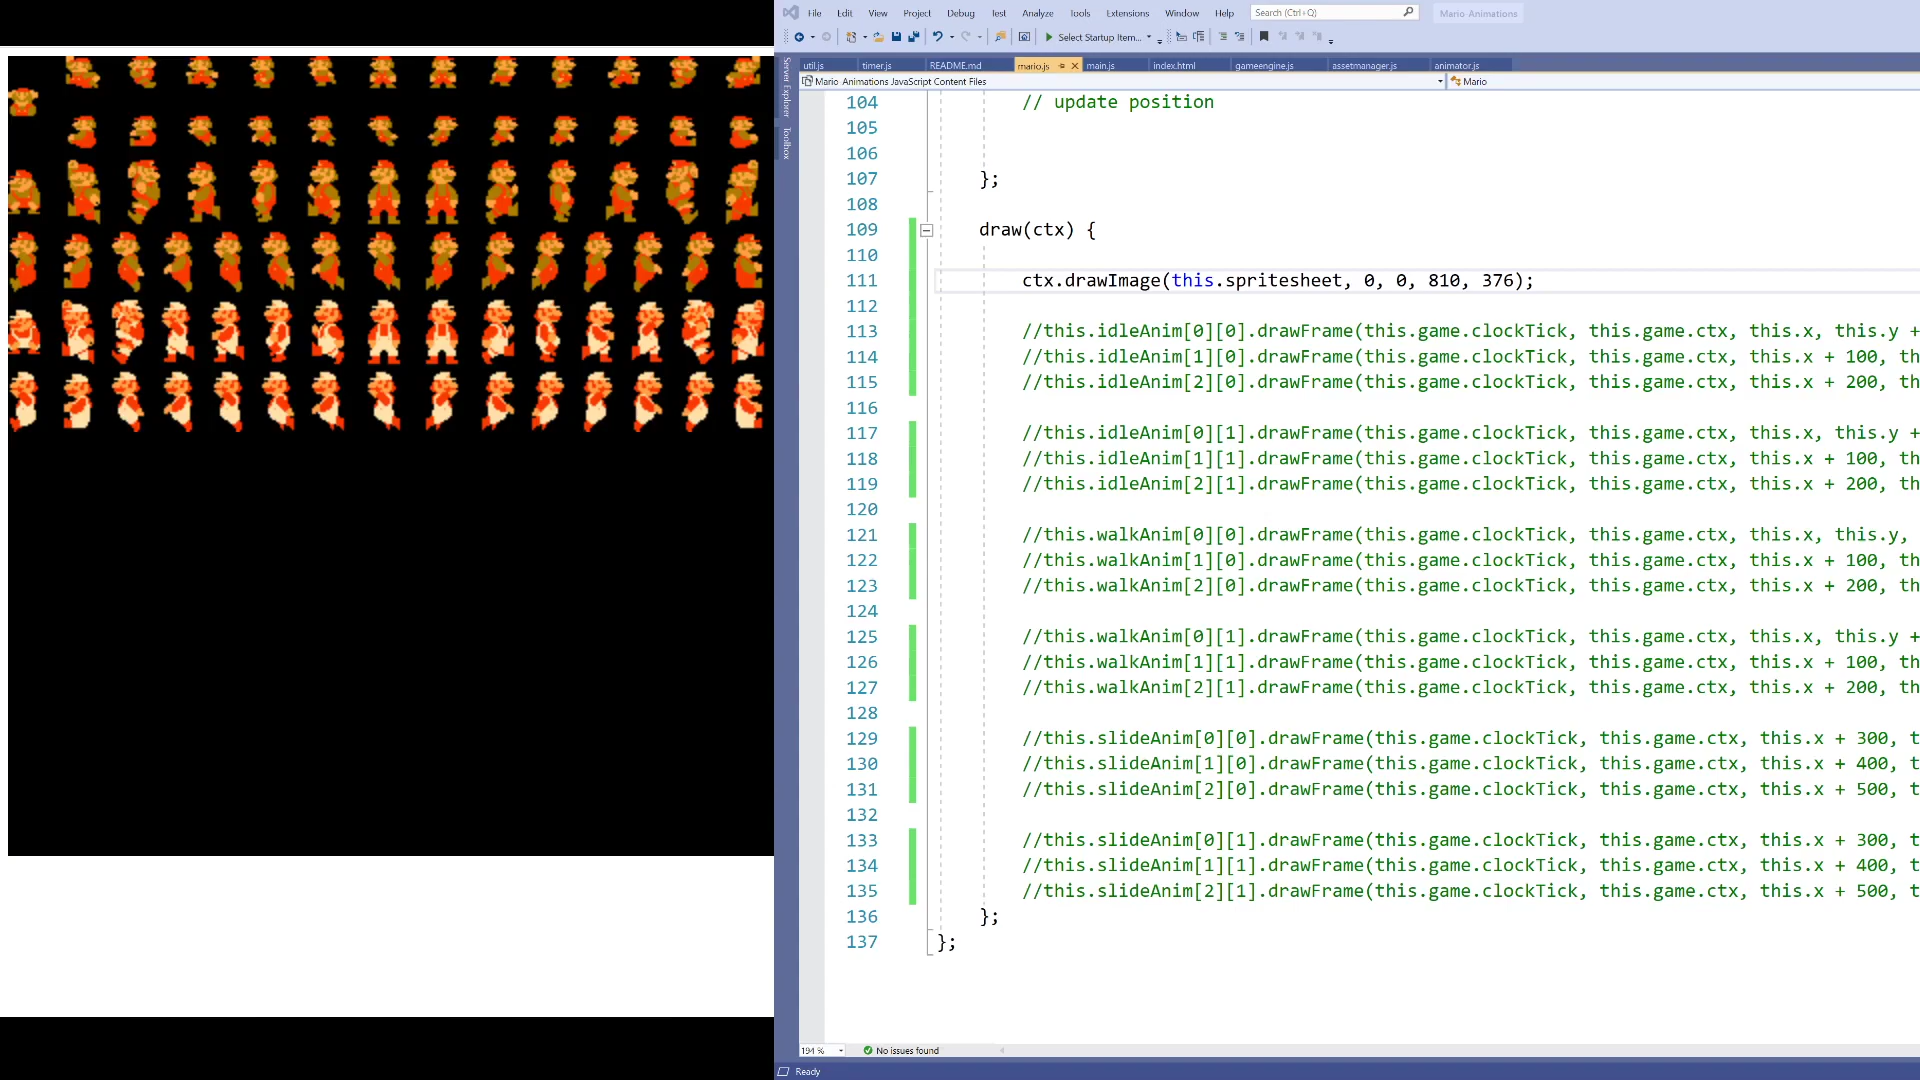 File Edit View Project Debug Test Analyze Tools Extensions Window Help Search (Ctrl+Q) Mario-Animations
Select Startup Item...
util.js timer.js README.md mario.js main.js index.html gameengine.js assetmanager.js animator.js
Server Explorer
Toolbox
Mario-Animations JavaScript Content Files Mario
104 // update position
105
106
107 };
108
109 draw(ctx) {
110
111 ctx.drawImage(this.spritesheet, 0, 0, 810, 376);
112
113 //this.idleAnim[0][0].drawFrame(this.game.clockTick, this.game.ctx, this.x, this.y +
114 //this.idleAnim[1][0].drawFrame(this.game.clockTick, this.game.ctx, this.x + 100, th
115 //this.idleAnim[2][0].drawFrame(this.game.clockTick, this.game.ctx, this.x + 200, th
116
117 //this.idleAnim[0][1].drawFrame(this.game.clockTick, this.game.ctx, this.x, this.y +
118 //this.idleAnim[1][1].drawFrame(this.game.clockTick, this.game.ctx, this.x + 100, th
119 //this.idleAnim[2][1].drawFrame(this.game.clockTick, this.game.ctx, this.x + 200, th
120
121 //this.walkAnim[0][0].drawFrame(this.game.clockTick, this.game.ctx, this.x, this.y,
122 //this.walkAnim[1][0].drawFrame(this.game.clockTick, this.game.ctx, this.x + 100, th
123 //this.walkAnim[2][0].drawFrame(this.game.clockTick, this.game.ctx, this.x + 200, th
124
125 //this.walkAnim[0][1].drawFrame(this.game.clockTick, this.game.ctx, this.x, this.y +
126 //this.walkAnim[1][1].drawFrame(this.game.clockTick, this.game.ctx, this.x + 100, th
127 //this.walkAnim[2][1].drawFrame(this.game.clockTick, this.game.ctx, this.x + 200, th
128
129 //this.slideAnim[0][0].drawFrame(this.game.clockTick, this.game.ctx, this.x + 300, t
130 //this.slideAnim[1][0].drawFrame(this.game.clockTick, this.game.ctx, this.x + 400, t
131 //this.slideAnim[2][0].drawFrame(this.game.clockTick, this.game.ctx, this.x + 500, t
132
133 //this.slideAnim[0][1].drawFrame(this.game.clockTick, this.game.ctx, this.x + 300, t
134 //this.slideAnim[1][1].drawFrame(this.game.clockTick, this.game.ctx, this.x + 400, t
135 //this.slideAnim[2][1].drawFrame(this.game.clockTick, this.game.ctx, this.x + 500, t
136 };
137 };
194 % No issues found
Ready